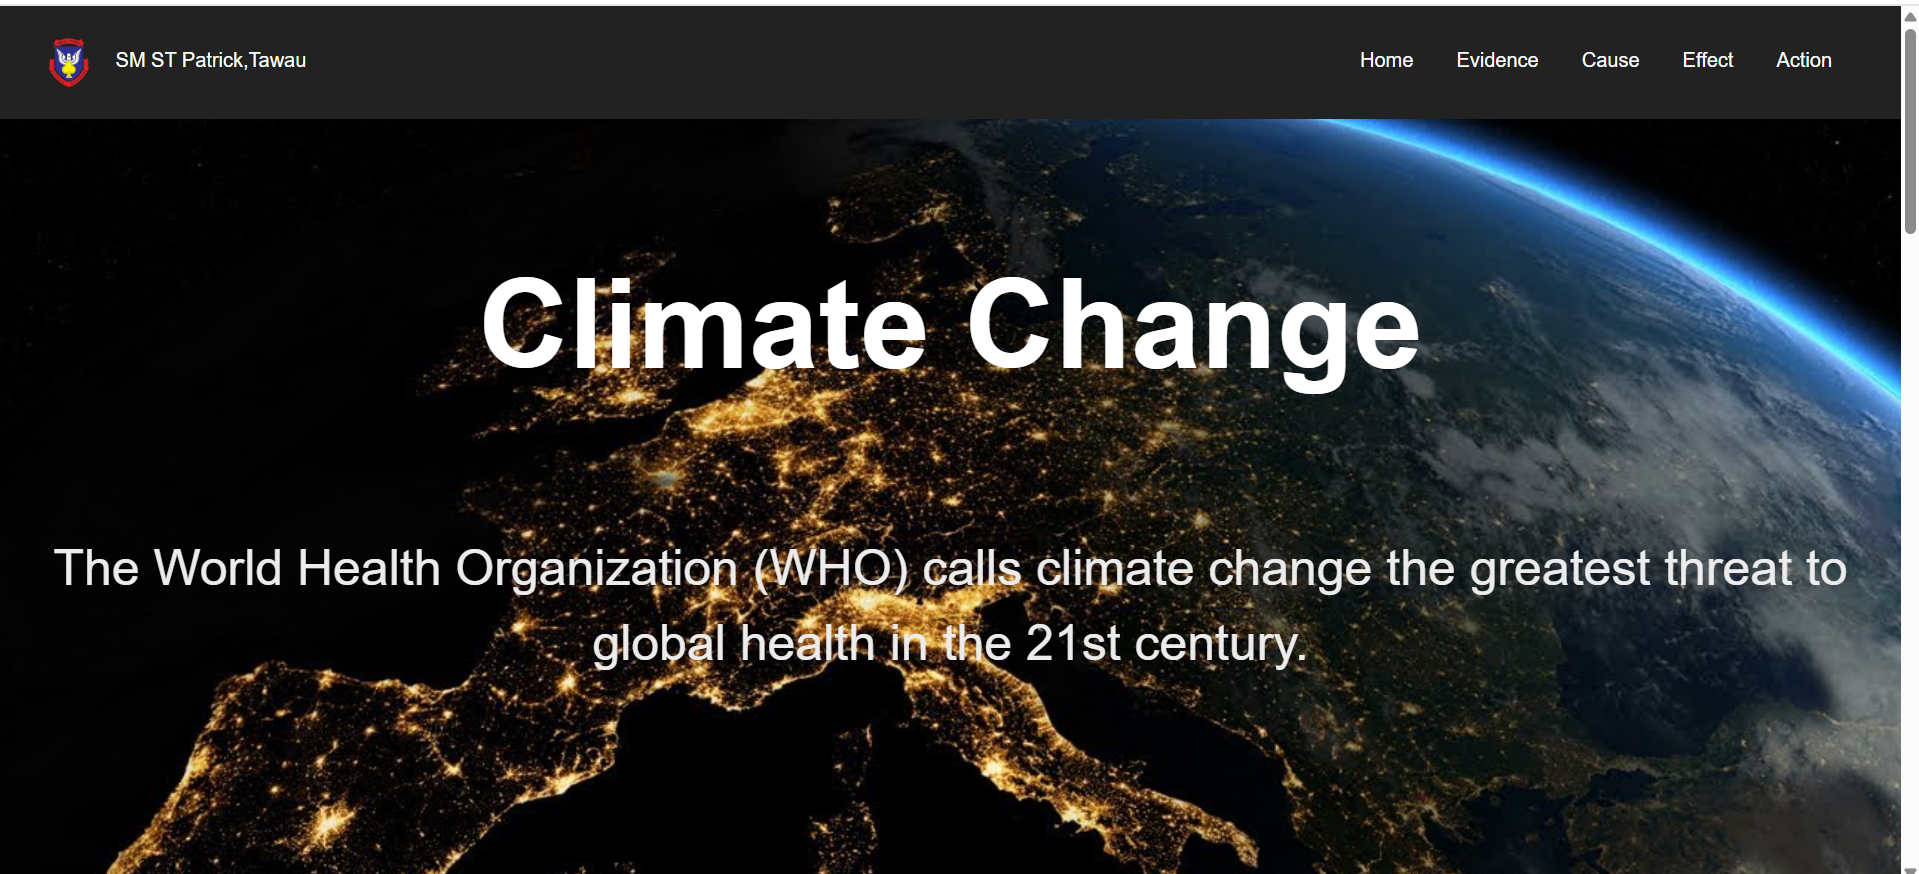 SM ST Patrick,Tawau
Home Evidence Cause Effect Action
Climate Change
The World Health Organization (WHO) calls climate change the greatest threat to
global health in the 21st century.